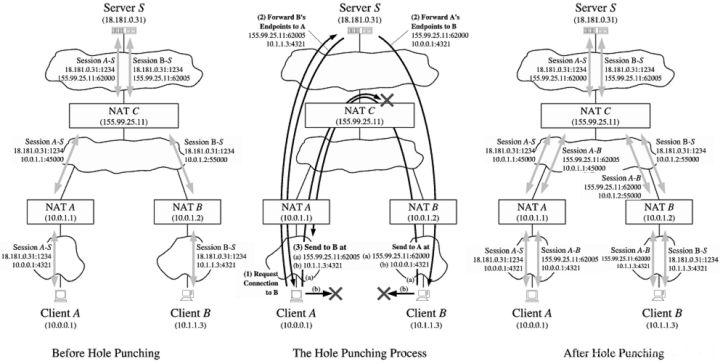 Server S
(18.181.0.31)
Session A-S
18.181.0.31:1234
155.99.25.11:62000
Session B-S
18.181.0.31:1234
155.99.25.11:62005
NAT C
(155.99.25.11)
Session A-S
18.181.0.31:1234
10.0.1.1:45000
Session B-S
18.181.0.31:1234
10.0.1.2:55000
NAT A
(10.0.1.1)
NAT B
(10.0.1.2)
Session A-S
18.181.0.31:1234
10.0.0.1:4321
Session B-S
18.181.0.31:1234
10.1.1.3:4321
Client A
(10.0.0.1)
Client B
(10.1.1.3)
Before Hole Punching
Server S
(18.181.0.31)
(2) Forward B's
Endpoints to A
155.99.25.11:62005
10.1.1.3:4321
(2) Forward A's
Endpoints to B
155.99.25.11:62000
10.0.0.1:4321
NAT C
(155.99.25.11)
NAT A
(10.0.1.1)
NAT B
(10.0.1.2)
(3) Send to B at
(a) 155.99.25.11:62005
(b) 10.1.1.3:4321
Send to A at
(a) 155.99.25.11:62000
(b) 10.0.0.1:4321
(1) Request
Connection
to B
(a)
(b)
(a)
(b)
Client A
(10.0.0.1)
Client B
(10.1.1.3)
The Hole Punching Process
Server S
(18.181.0.31)
Session A-S
18.181.0.31:1234
155.99.25.11:62000
Session B-S
18.181.0.31:1234
155.99.25.11:62005
NAT C
(155.99.25.11)
Session A-S
18.181.0.31:1234
10.0.1.1:45000
Session A-B
155.99.25.11:62005
10.0.1.1:45000
Session B-S
18.181.0.31:1234
10.0.1.2:55000
Session A-B
155.99.25.11:62000
10.0.1.2:55000
NAT A
(10.0.1.1)
NAT B
(10.0.1.2)
Session A-S
18.181.0.31:1234
10.0.0.1:4321
Session A-B
155.99.25.11:62005
10.0.0.1:4321
Session A-B
155.99.25.11:62000
10.1.1.3:4321
Session B-S
18.181.0.31:1234
10.1.1.3:4321
Client A
(10.0.0.1)
Client B
(10.1.1.3)
After Hole Punching